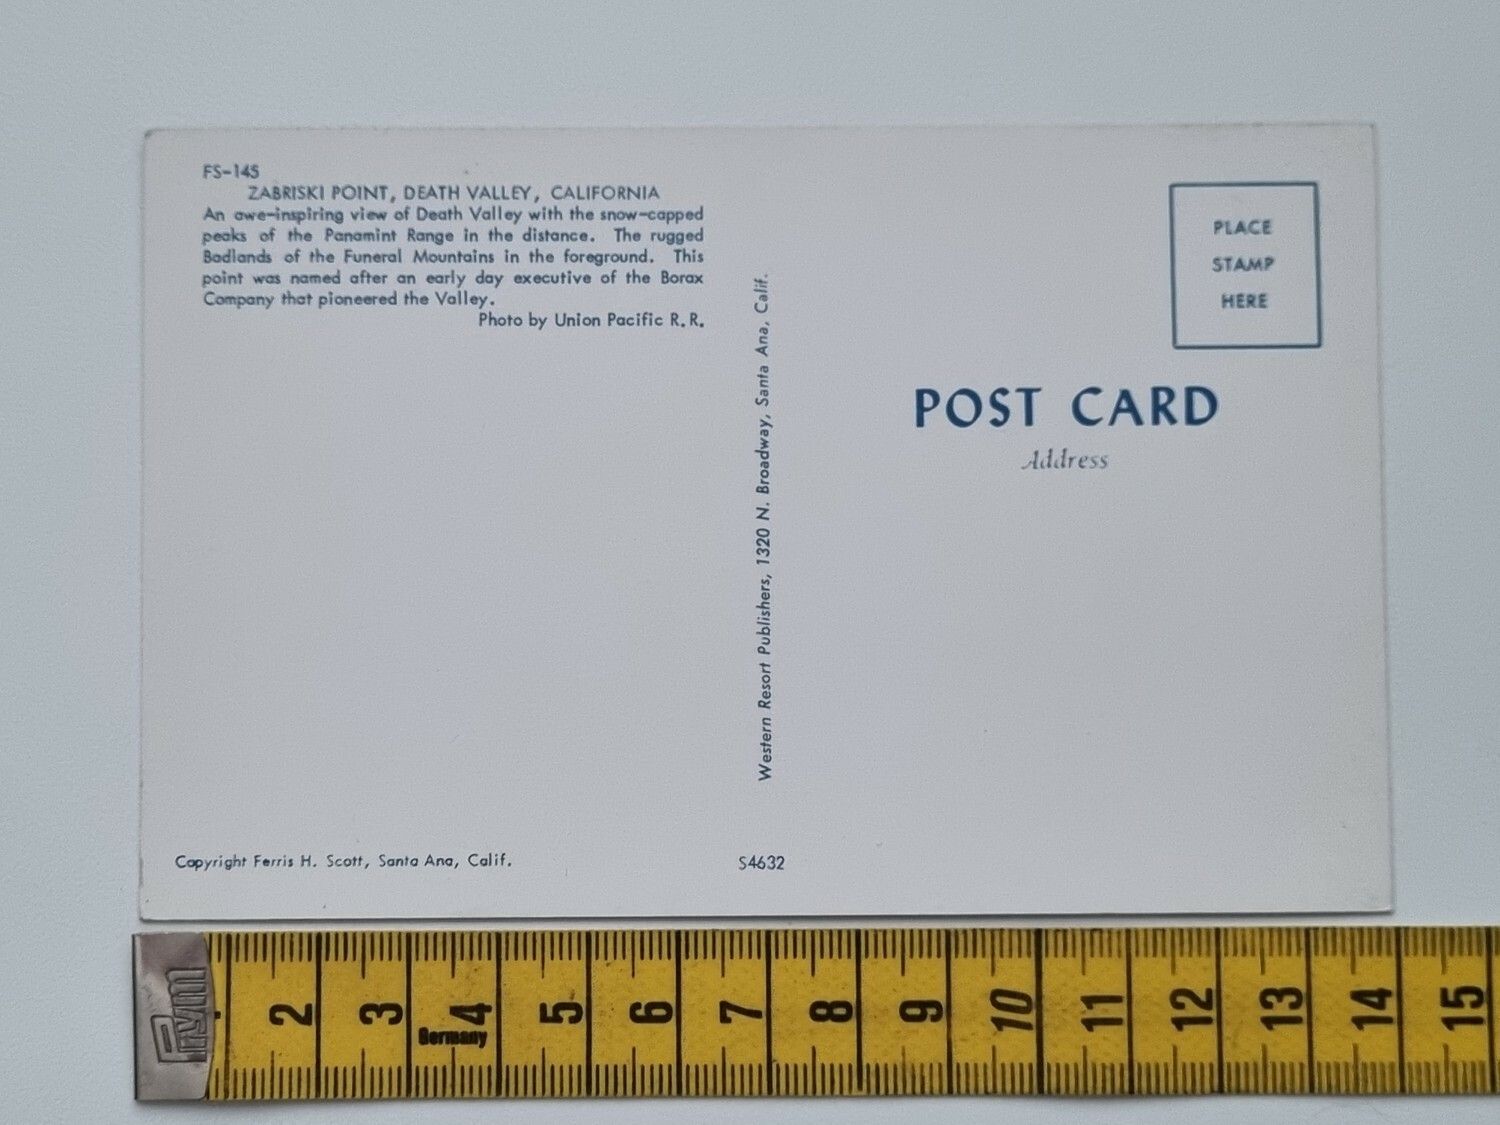 FS-145
ZABRISKI POINT, DEATH VALLEY, CALIFORNIA
An awe-inspiring view of Death Valley with the snow-capped
peaks of the Panamint Range in the distance. The rugged
Badlands of the Funeral Mountains in the foreground. This
point was named after an early day executive of the Borax
Company that pioneered the Valley.
Photo by Union Pacific R.R.
Western Resort Publishers, 1320 N. Broadway, Santa Ana, Calif.
PLACE
STAMP
HERE
POST CARD
Address
Copyright Ferris H. Scott, Santa Ana, Calif.
S4632
Prym
2 3 4 5 6 7 8 9 10 11 12 13 14 15
Germany